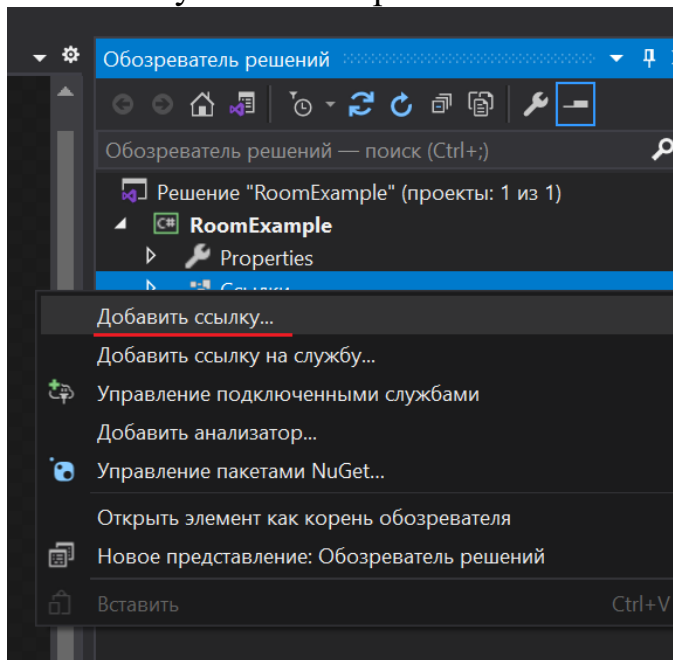 Обозреватель решений
Обозреватель решений — поиск (Ctrl+;)
Решение "RoomExample" (проекты: 1 из 1)
C# RoomExample
Properties
Ссылки
Добавить ссылку...
Добавить ссылку на службу...
Управление подключенными службами
Добавить анализатор...
Управление пакетами NuGet...
Открыть элемент как корень обозревателя
Новое представление: Обозреватель решений
Вставить Ctrl+V